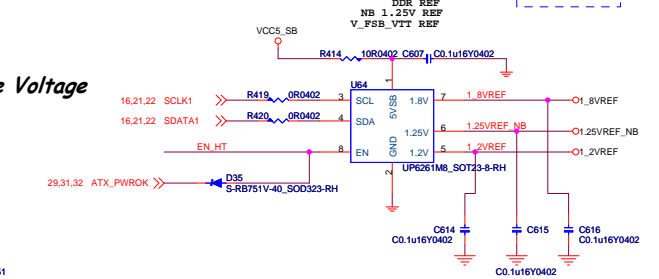 DDR REF
NB 1.25V REF
V_FSB_VTT REF
VCC5_SB
R414 10R0402 C607 C0.1u16Y0402
e Voltage
U64
1
16,21,22 SCLK1 R419 0R0402 3 SCL 5VSB 1.8V 7 1_8VREF 1_8VREF
16,21,22 SDATA1 R420 0R0402 4 SDA 1.25V 6 1.25VREF_NB 1.25VREF_NB
EN_HT 8 EN GND 1.2V 5 1_2VREF 1_2VREF
2
UP6261M8_SOT23-8-RH
29,31,32 ATX_PWROK D35
S-RB751V-40_SOD323-RH
C614
C0.1u16Y0402
C615
C0.1u16Y0402
C616
C0.1u16Y0402